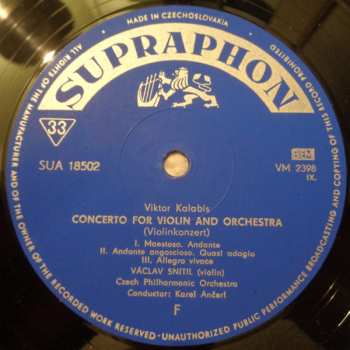 MADE IN CZECHOSLOVAKIA
ALL RIGHTS OF THE MANUFACTURER AND OF THE OWNER OF THE RECORDED WORK RESERVED - UNAUTHORIZED PUBLIC PERFORMANCE BROADCASTING AND COPYING OF THIS RECORD PROHIBITED
SUPRAPHON
33
SUA 18502
BIEM
VM 2398
IX.
Viktor Kalabis
CONCERTO FOR VIOLIN AND ORCHESTRA
(Violinkonzert)
I. Maestoso. Andante
II. Andante angoscioso. Quasi adagio
III. Allegro vivace
VÁCLAV SNÍTIL (violin)
Czech Philharmonic Orchestra
Conductor: Karel Ančerl
F